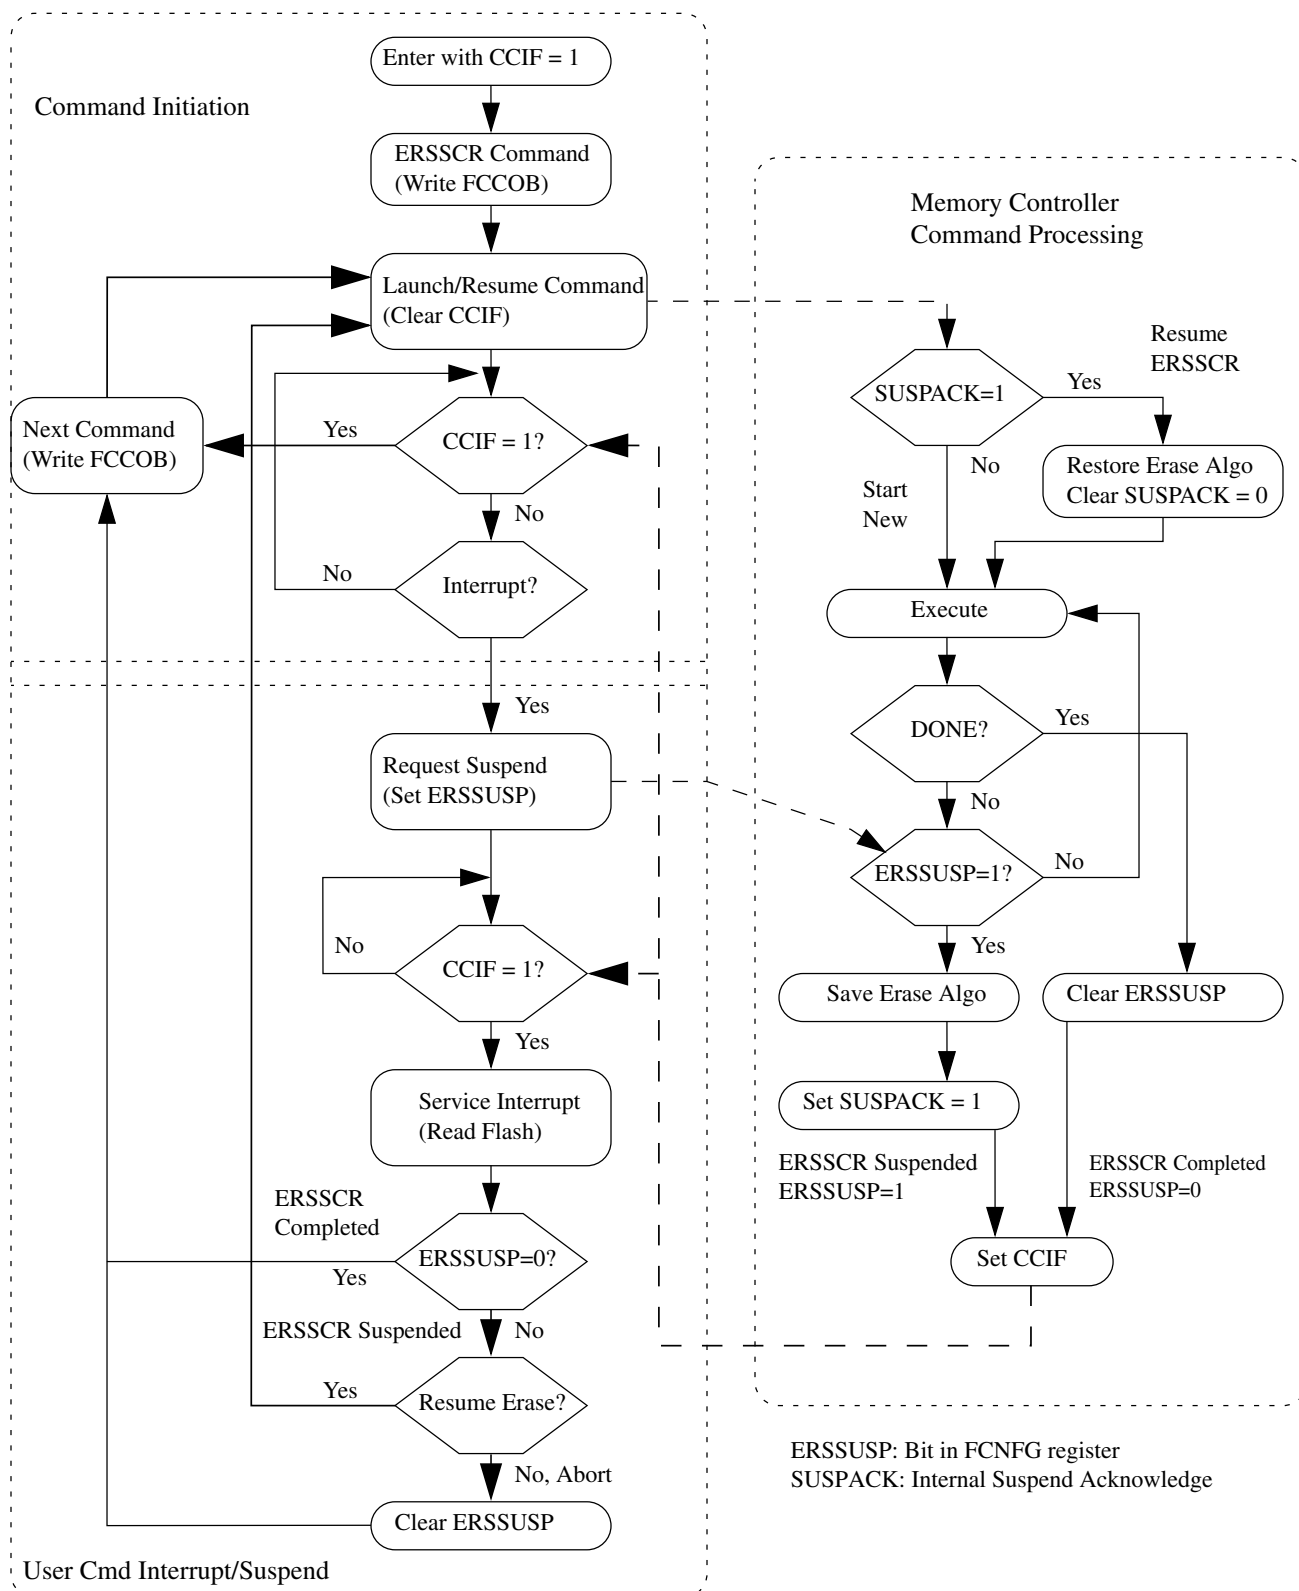 Enter with CCIF = 1
Command Initiation
ERSSCR Command
(Write FCCOB)
Memory Controller
Command Processing
Launch/Resume Command
(Clear CCIF)
Resume
ERSSCR
SUSPACK=1
Yes
No
Start
New
Restore Erase Algo
Clear SUSPACK = 0
Next Command
(Write FCCOB)
Yes
CCIF = 1?
No
No
Interrupt?
Yes
Execute
DONE?
Yes
No
Request Suspend
(Set ERSSUSP)
ERSSUSP=1?
No
Yes
No
CCIF = 1?
Yes
Save Erase Algo
Clear ERSSUSP
Service Interrupt
(Read Flash)
Set SUSPACK = 1
ERSSCR Suspended
ERSSUSP=1
ERSSCR Completed
ERSSUSP=0
ERSSCR
Completed
ERSSUSP=0?
Yes
Set CCIF
ERSSCR Suspended
No
Yes
Resume Erase?
No, Abort
Clear ERSSUSP
ERSSUSP: Bit in FCNFG register
SUSPACK: Internal Suspend Acknowledge
User Cmd Interrupt/Suspend